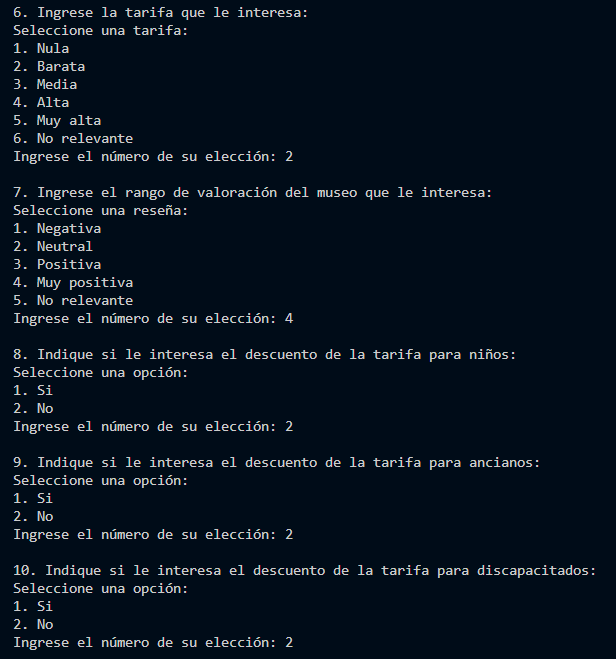 6. Ingrese la tarifa que le interesa:
Seleccione una tarifa:
1. Nula
2. Barata
3. Media
4. Alta
5. Muy alta
6. No relevante
Ingrese el número de su elección: 2
7. Ingrese el rango de valoración del museo que le interesa:
Seleccione una reseña:
1. Negativa
2. Neutral
3. Positiva
4. Muy positiva
5. No relevante
Ingrese el número de su elección: 4
8. Indique si le interesa el descuento de la tarifa para niños:
Seleccione una opción:
1. Si
2. No
Ingrese el número de su elección: 2
9. Indique si le interesa el descuento de la tarifa para ancianos:
Seleccione una opción:
1. Si
2. No
Ingrese el número de su elección: 2
10. Indique si le interesa el descuento de la tarifa para discapacitados:
Seleccione una opción:
1. Si
2. No
Ingrese el número de su elección: 2